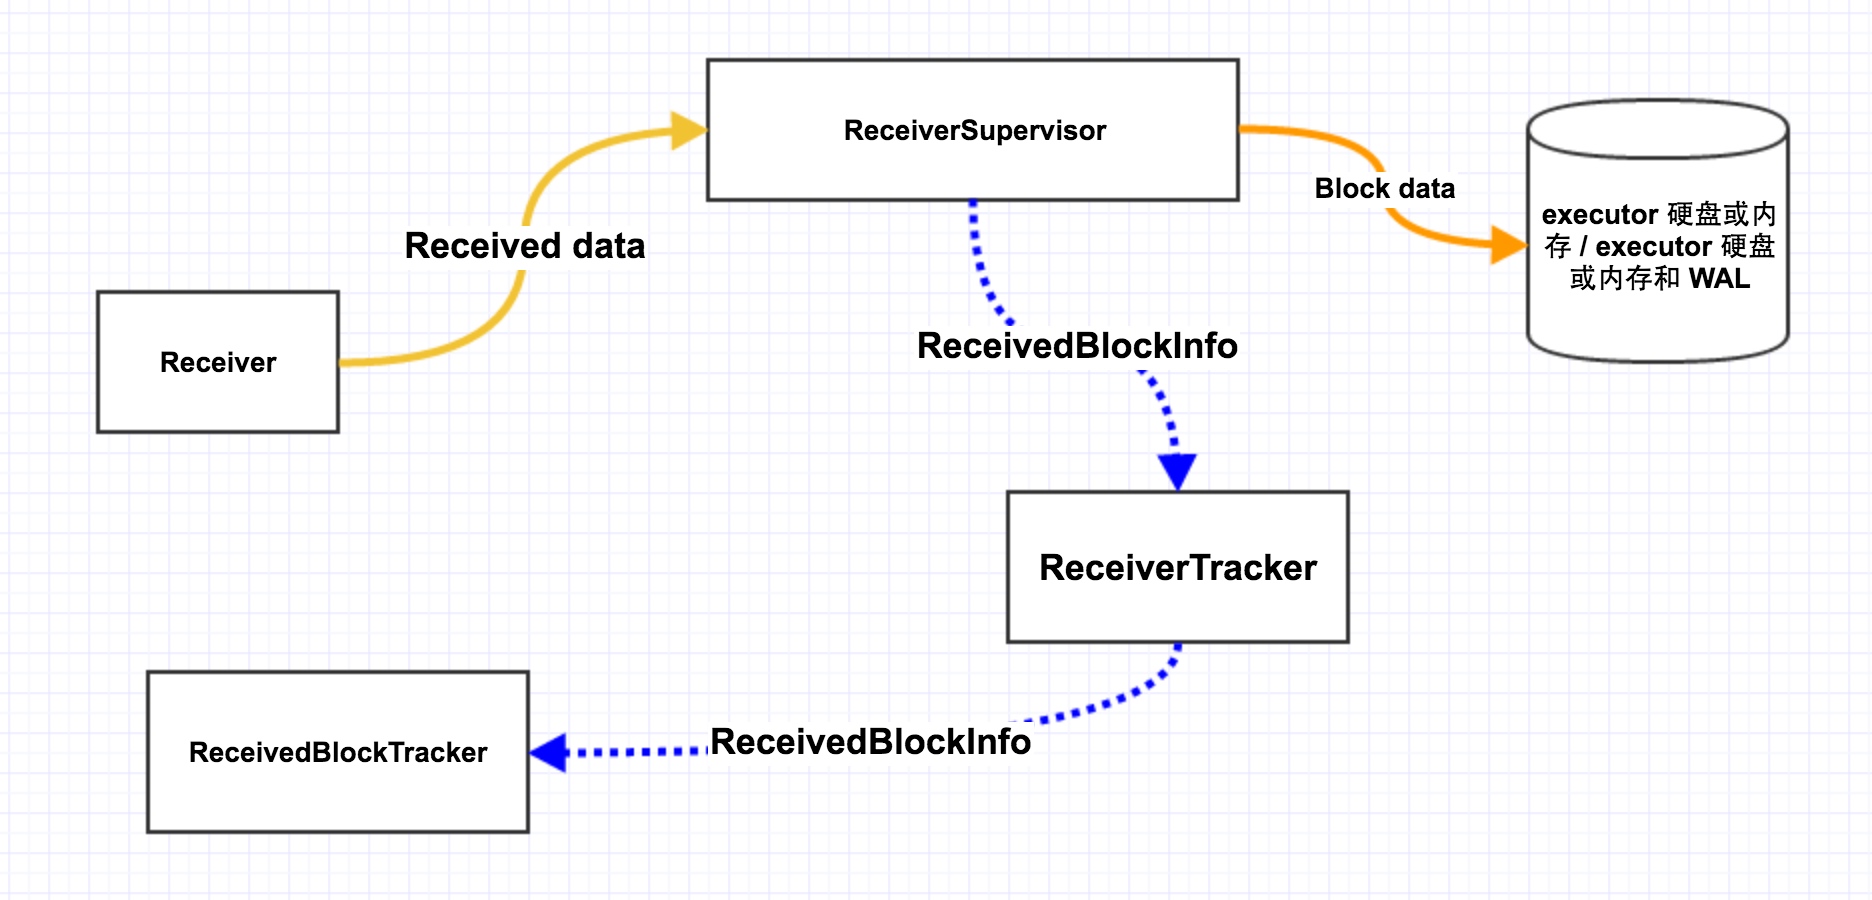 ReceiverSupervisor
Block data
executor 硬盘或内
存 / executor 硬盘
或内存和 WAL
Received data
Receiver
ReceivedBlockInfo
ReceiverTracker
ReceivedBlockInfo
ReceivedBlockTracker